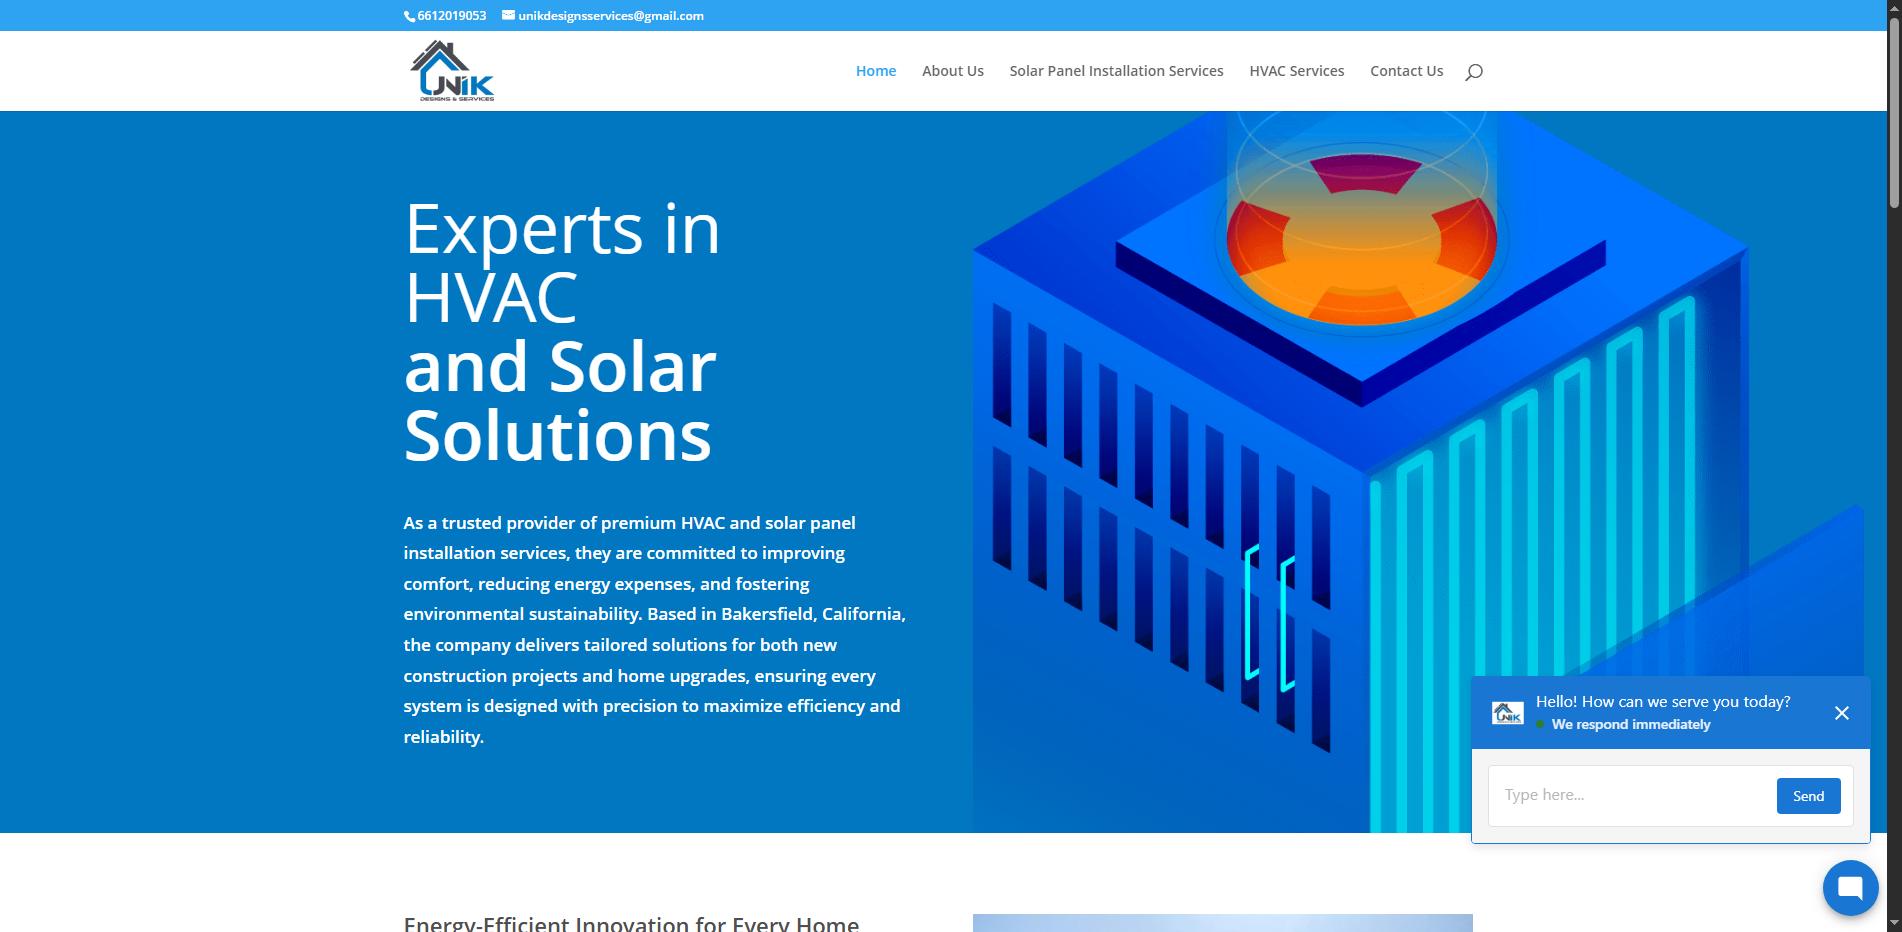 6612019053 unikdesignsservices@gmail.com
UNIK
DESIGNS & SERVICES
Home About Us Solar Panel Installation Services HVAC Services Contact Us
Experts in
HVAC
and Solar
Solutions
As a trusted provider of premium HVAC and solar panel
installation services, they are committed to improving
comfort, reducing energy expenses, and fostering
environmental sustainability. Based in Bakersfield, California,
the company delivers tailored solutions for both new
construction projects and home upgrades, ensuring every
system is designed with precision to maximize efficiency and
reliability.
UNIK
Hello! How can we serve you today?
We respond immediately
Type here...
Send
Energy-Efficient Innovation for Every Home